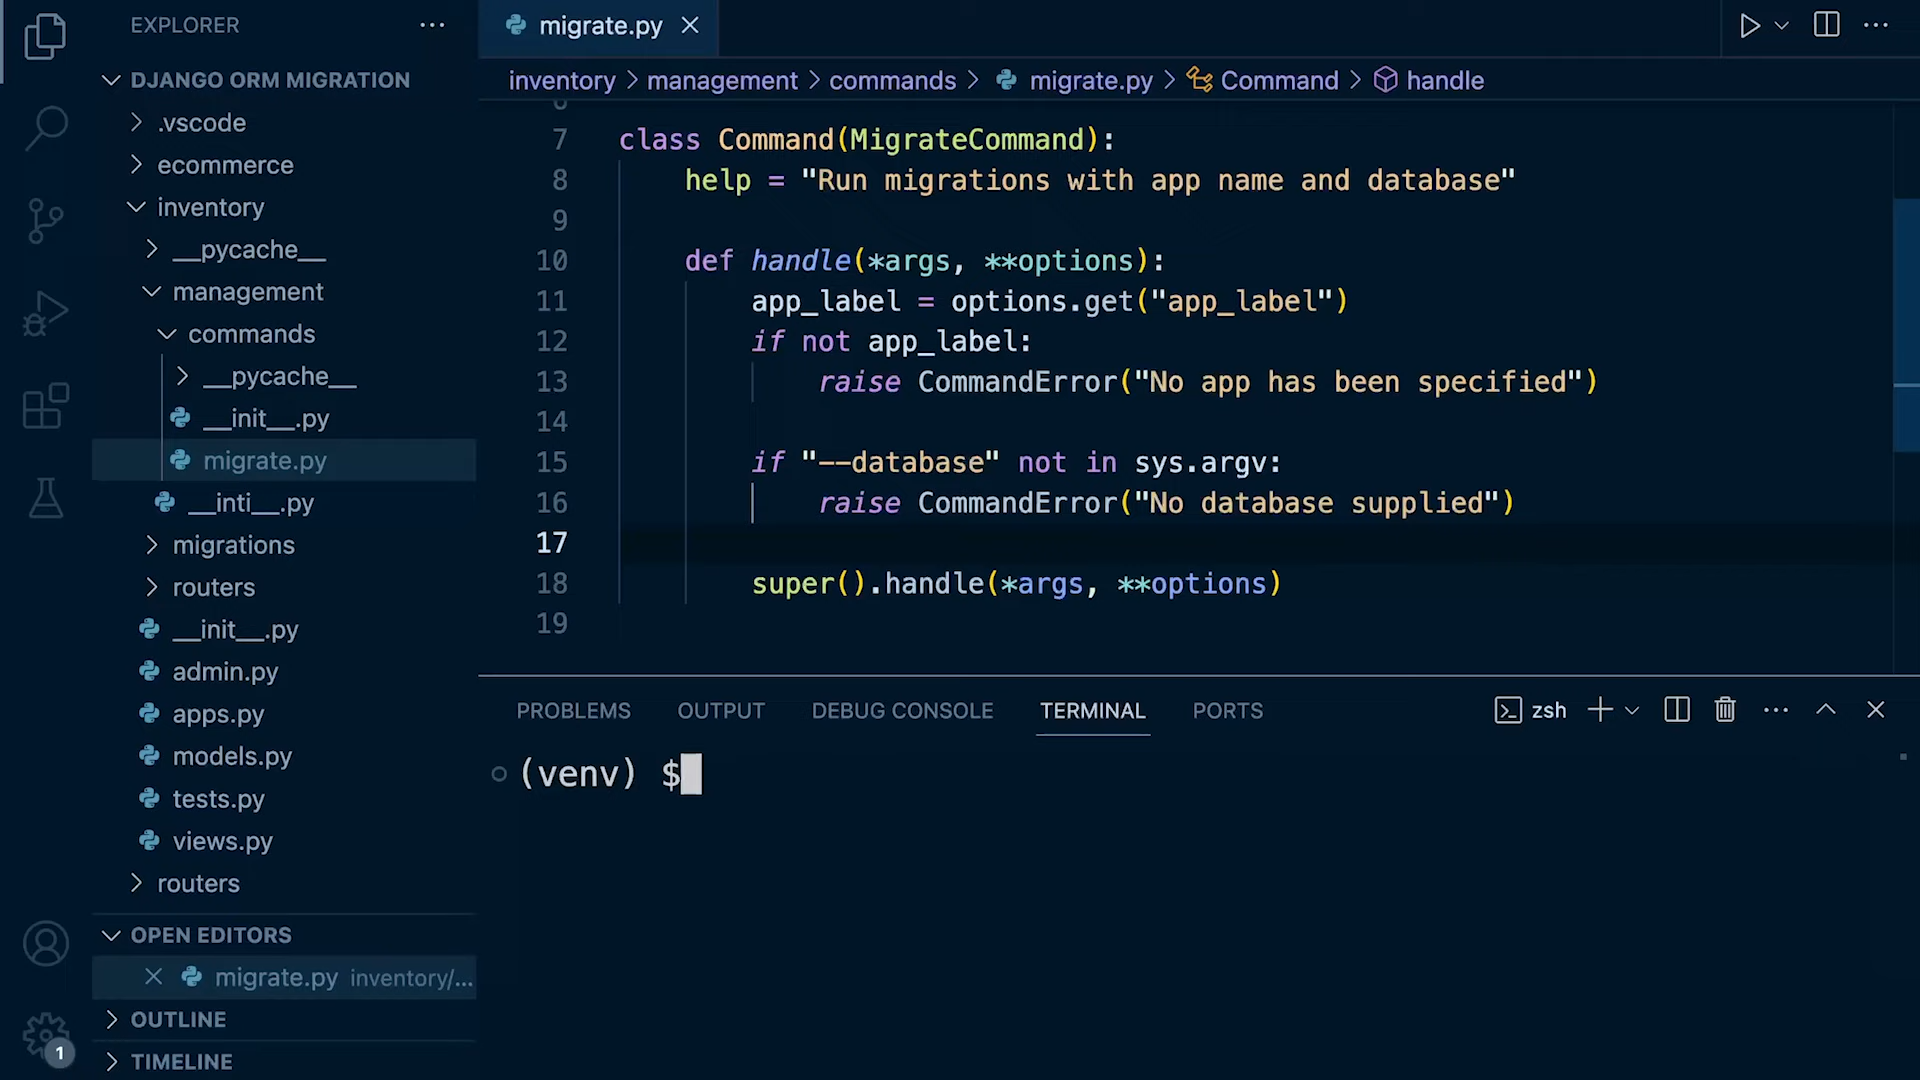 EXPLORER
DJANGO ORM MIGRATION
.vscode
ecommerce
inventory
__pycache__
management
commands
__pycache__
__init__.py
migrate.py
__inti__.py
migrations
routers
__init__.py
admin.py
apps.py
models.py
tests.py
views.py
routers
OPEN EDITORS
migrate.py inventory/...
OUTLINE
TIMELINE
1
migrate.py
inventory > management > commands > migrate.py > Command > handle
6
7 class Command(MigrateCommand):
8 help = "Run migrations with app name and database"
9
10 def handle(*args, **options):
11 app_label = options.get("app_label")
12 if not app_label:
13 raise CommandError("No app has been specified")
14
15 if "--database" not in sys.argv:
16 raise CommandError("No database supplied")
17
18 super().handle(*args, **options)
19
PROBLEMS OUTPUT DEBUG CONSOLE TERMINAL PORTS zsh
(venv) $